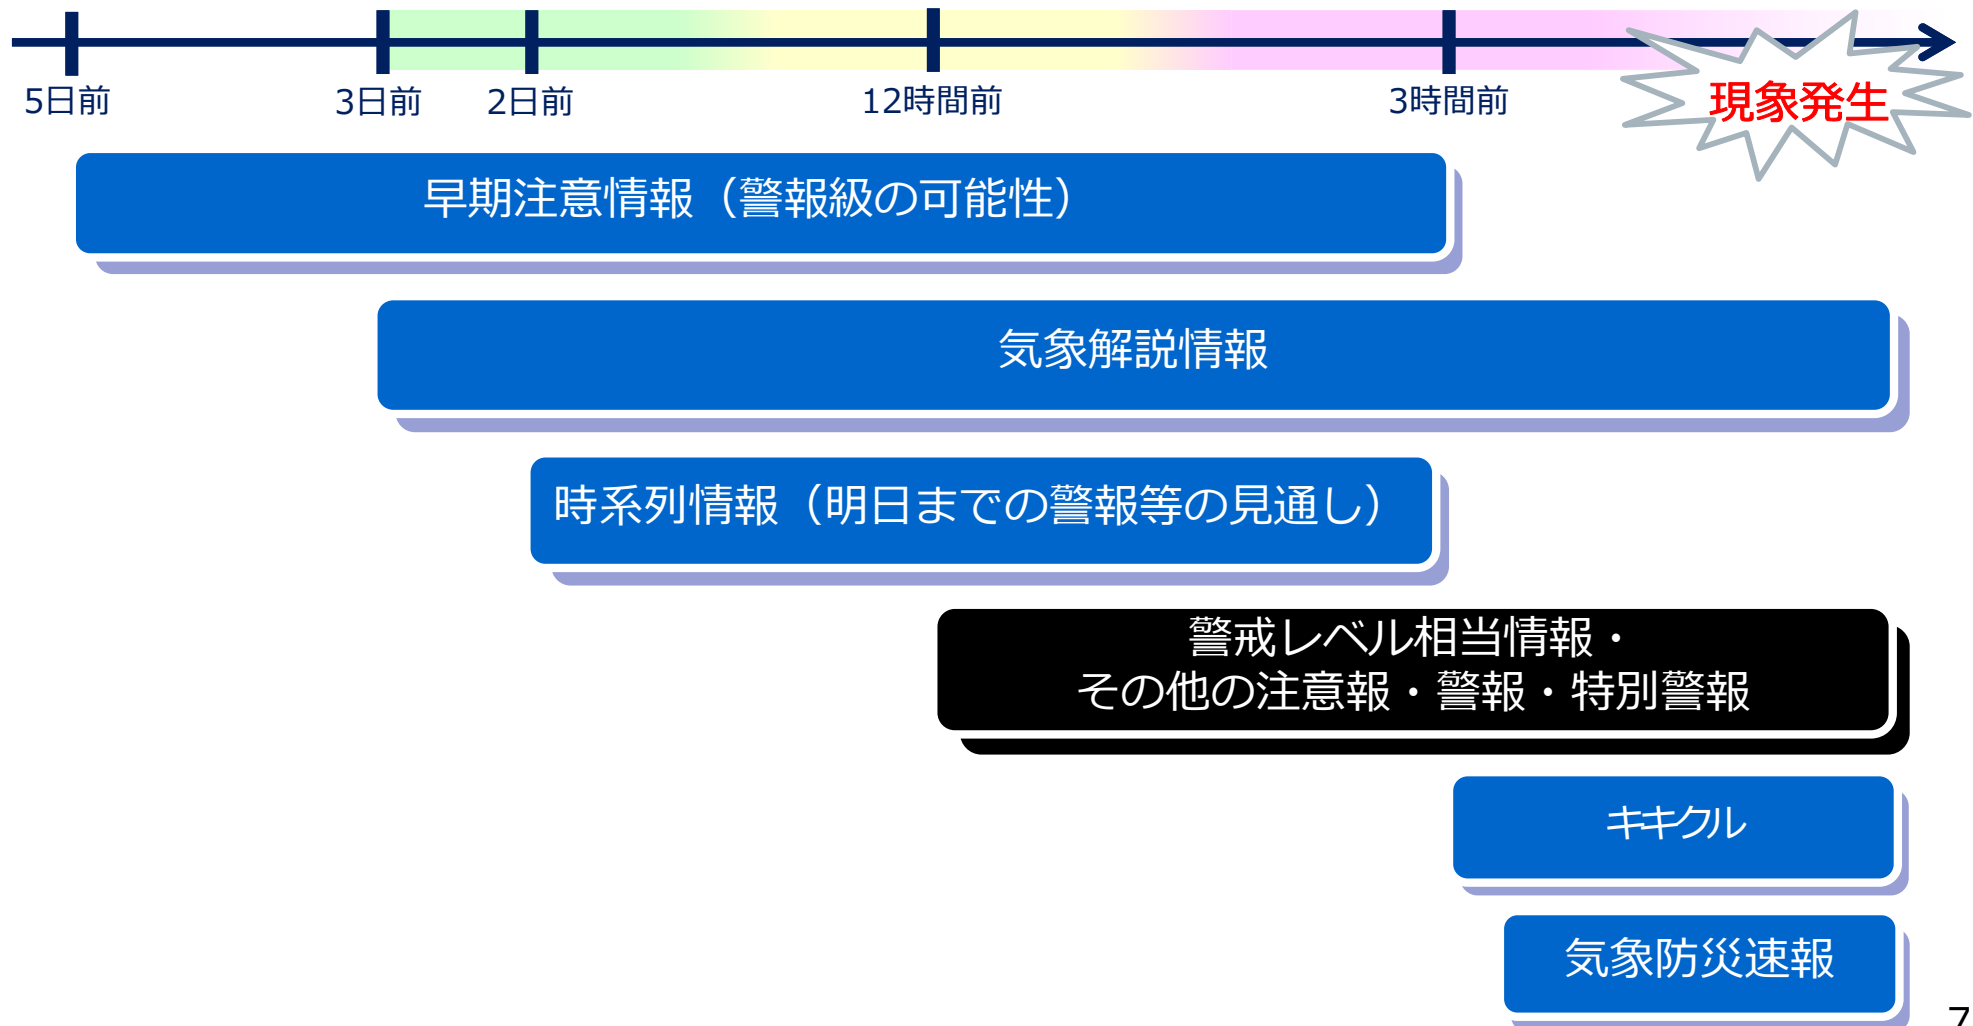 5日前
3日前
2日前
12時間前
3時間前
現象発生
早期注意情報（警報級の可能性）
気象解説情報
時系列情報（明日までの警報等の見通し）
警戒レベル相当情報・
その他の注意報・警報・特別警報
キキクル
気象防災速報
7